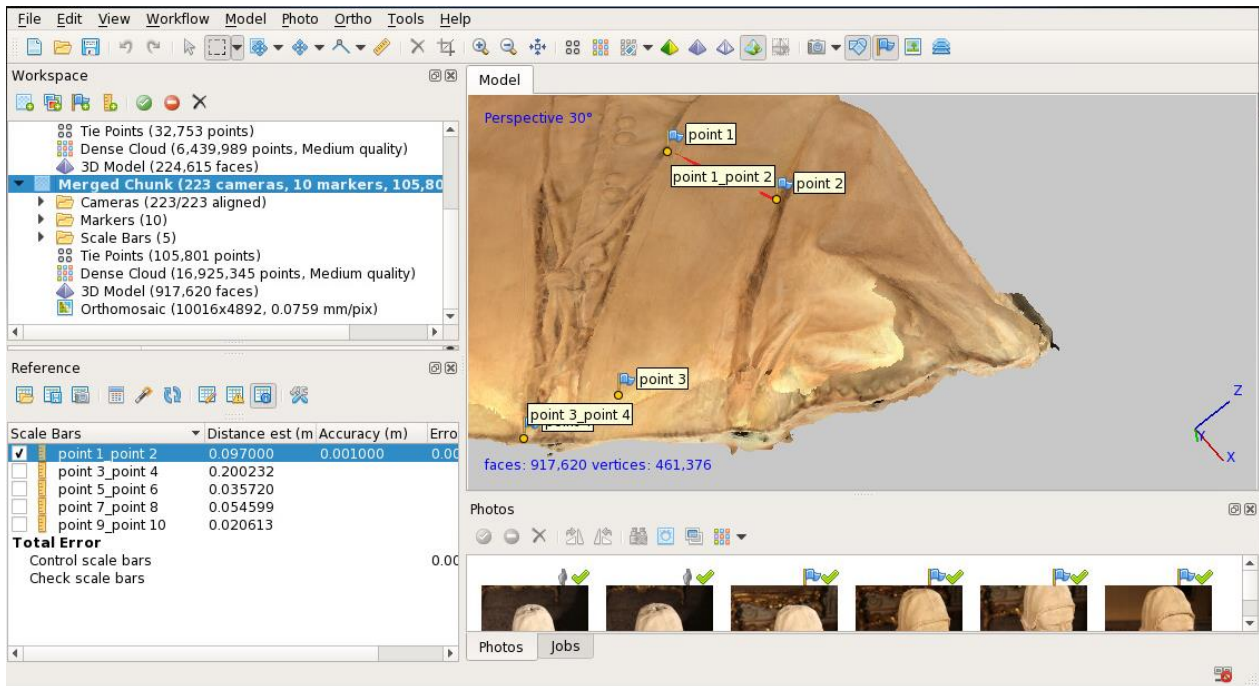 File Edit View Workflow Model Photo Ortho Tools Help
Workspace
Tie Points (32,753 points)
Dense Cloud (6,439,989 points, Medium quality)
3D Model (224,615 faces)
Merged Chunk (223 cameras, 10 markers, 105,80
Cameras (223/223 aligned)
Markers (10)
Scale Bars (5)
Tie Points (105,801 points)
Dense Cloud (16,925,345 points, Medium quality)
3D Model (917,620 faces)
Orthomosaic (10016x4892, 0.0759 mm/pix)
Reference
Scale Bars Distance est (m Accuracy (m) Erro
point 1_point 2 0.097000 0.001000 0.00
point 3_point 4 0.200232
point 5_point 6 0.035720
point 7_point 8 0.054599
point 9_point 10 0.020613
Total Error
Control scale bars 0.00
Check scale bars
Model
Perspective 30°
point 1
point 1_point 2
point 2
point 3
point 3_point 4
faces: 917,620 vertices: 461,376
Z
Y
X
Photos
Photos Jobs